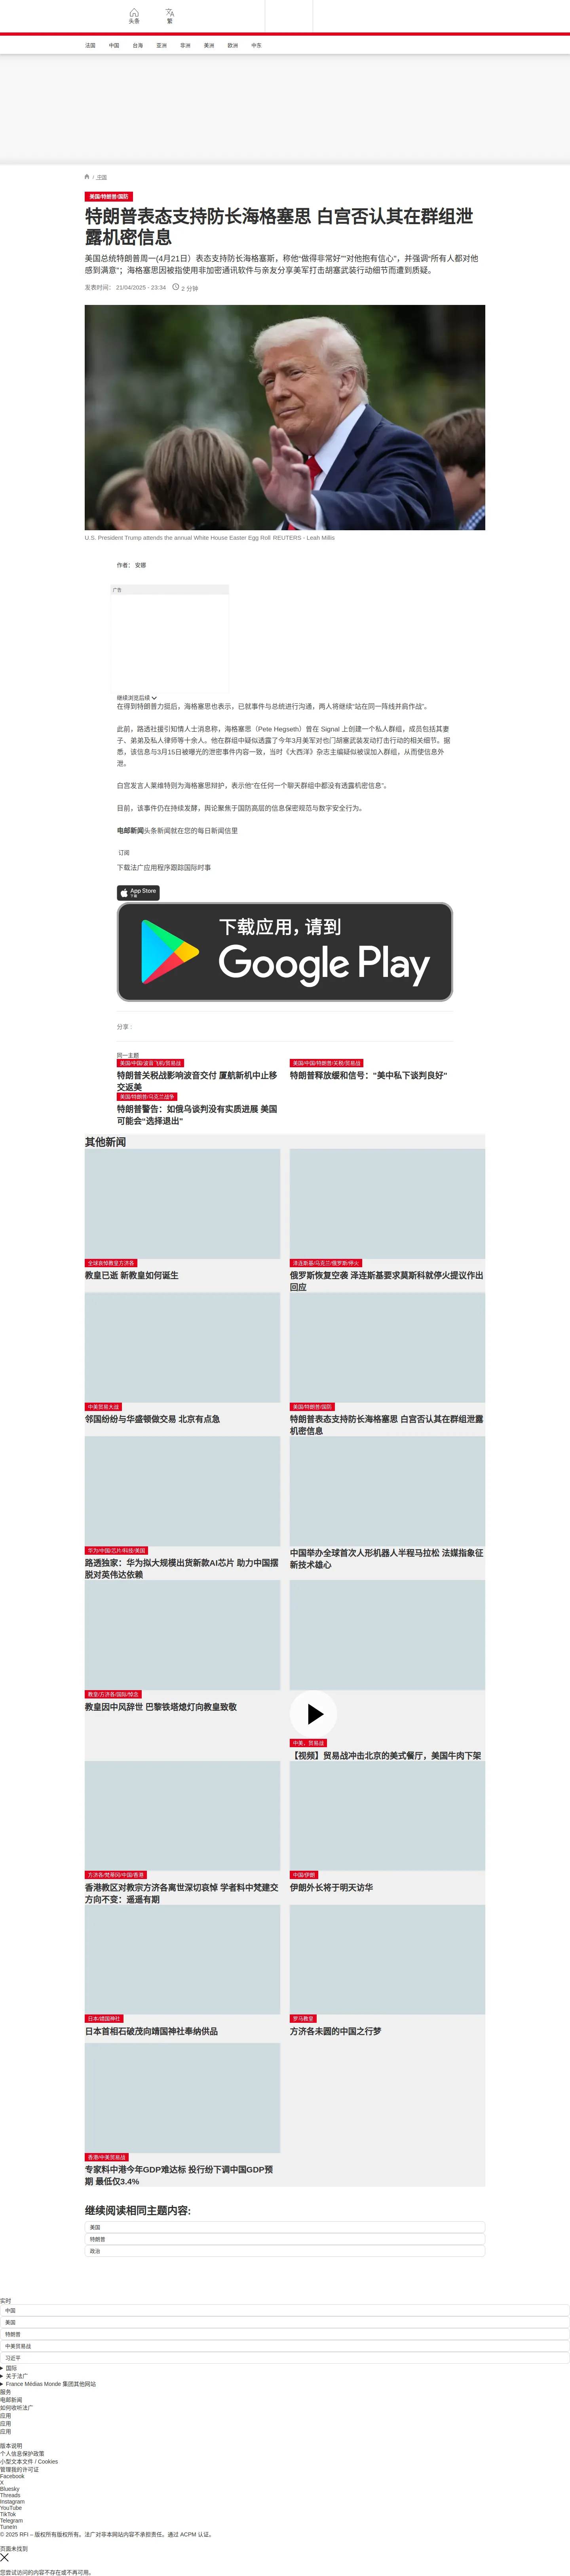 头条
繁
法国
中国
台海
亚洲
非洲
美洲
欧洲
中东
/ 中国
美国/特朗普/国防
特朗普表态支持防长海格塞思 白宫否认其在群组泄
露机密信息
美国总统特朗普周一(4月21日）表态支持防长海格塞斯，称他“做得非常好”“对他抱有信心”，并强调“所有人都对他
感到满意”；海格塞思因被指使用非加密通讯软件与亲友分享美军打击胡塞武装行动细节而遭到质疑。
发表时间： 21/04/2025 - 23:34
2 分钟
U.S. President Trump attends the annual White House Easter Egg Roll REUTERS - Leah Millis
作者： 安娜
广告
继续浏览后续
在得到特朗普力挺后，海格塞思也表示，已就事件与总统进行沟通，两人将继续“站在同一阵线并肩作战”。
此前，路透社援引知情人士消息称，海格塞思（Pete Hegseth）曾在 Signal 上创建一个私人群组，成员包括其妻
子、弟弟及私人律师等十余人。他在群组中疑似透露了今年3月美军对也门胡塞武装发动打击行动的相关细节。据
悉，该信息与3月15日被曝光的泄密事件内容一致，当时《大西洋》杂志主编疑似被误加入群组，从而使信息外
泄。
白宫发言人莱维特则为海格塞思辩护，表示他“在任何一个聊天群组中都没有透露机密信息”。
目前，该事件仍在持续发酵，舆论聚焦于国防高层的信息保密规范与数字安全行为。
电邮新闻头条新闻就在您的每日新闻信里
订阅
下载法广应用程序跟踪国际时事
App Store
下载
下载应用，请到
Google Play
分享 :
同一主题
美国/中国/波音飞机/贸易战
特朗普关税战影响波音交付 厦航新机中止移
交返美
美国/中国/特朗普/关税/贸易战
特朗普释放缓和信号："美中私下谈判良好"
美国/特朗普/乌克兰战争
特朗普警告：如俄乌谈判没有实质进展 美国
可能会"选择退出"
其他新闻
全球哀悼教皇方济各
教皇已逝 新教皇如何诞生
泽连斯基/乌克兰/俄罗斯/停火
俄罗斯恢复空袭 泽连斯基要求莫斯科就停火提议作出
回应
中美贸易大战
邻国纷纷与华盛顿做交易 北京有点急
美国/特朗普/国防
特朗普表态支持防长海格塞思 白宫否认其在群组泄露
机密信息
华为/中国/芯片/科技/美国
路透独家：华为拟大规模出货新款AI芯片 助力中国摆
脱对英伟达依赖
中国举办全球首次人形机器人半程马拉松 法媒指象征
新技术雄心
教皇/方济各/国际/悼念
教皇因中风辞世 巴黎铁塔熄灯向教皇致敬
中美，贸易战
【视频】贸易战冲击北京的美式餐厅，美国牛肉下架
方济各/梵蒂冈/中国/香港
香港教区对教宗方济各离世深切哀悼 学者料中梵建交
方向不变：遥遥有期
中国/伊朗
伊朗外长将于明天访华
日本/靖国神社
日本首相石破茂向靖国神社奉纳供品
罗马教皇
方济各未圆的中国之行梦
香港/中美贸易战
专家料中港今年GDP难达标 投行纷下调中国GDP预
期 最低仅3.4%
继续阅读相同主题内容:
美国
特朗普
政治
实时
中国
美国
特朗普
中美贸易战
习近平
国际
关于法广
France Médias Monde 集团其他网站
服务
电邮新闻
如何收听法广
应用
应用
应用
版本说明
个人信息保护政策
小型文本文件 / Cookies
管理我的许可证
Facebook
X
Bluesky
Threads
Instagram
YouTube
TikTok
Telegram
TuneIn
© 2025 RFI – 版权所有版权所有。法广对非本网站内容不承担责任。通过 ACPM 认证。
页面未找到
您尝试访问的内容不存在或不再可用。